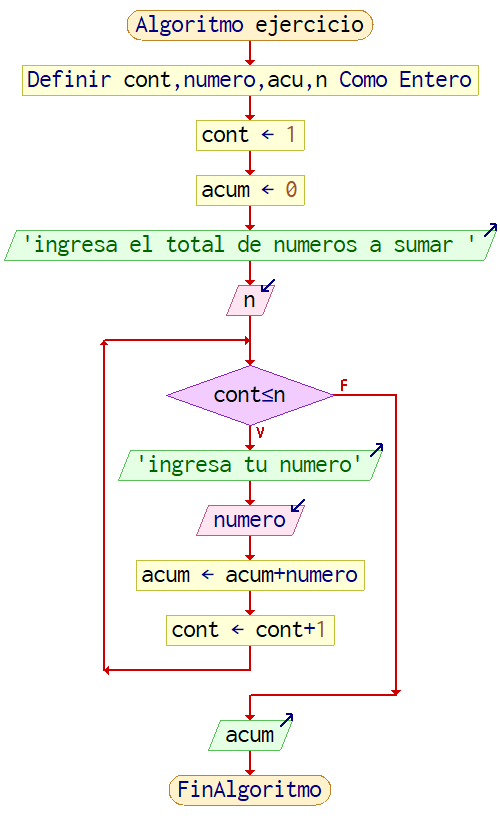 Algoritmo ejercicio
Definir cont,numero,acu,n Como Entero
cont ← 1
acum ← 0
'ingresa el total de numeros a sumar '
n
cont≤n
F
V
'ingresa tu numero'
numero
acum ← acum+numero
cont ← cont+1
acum
FinAlgoritmo